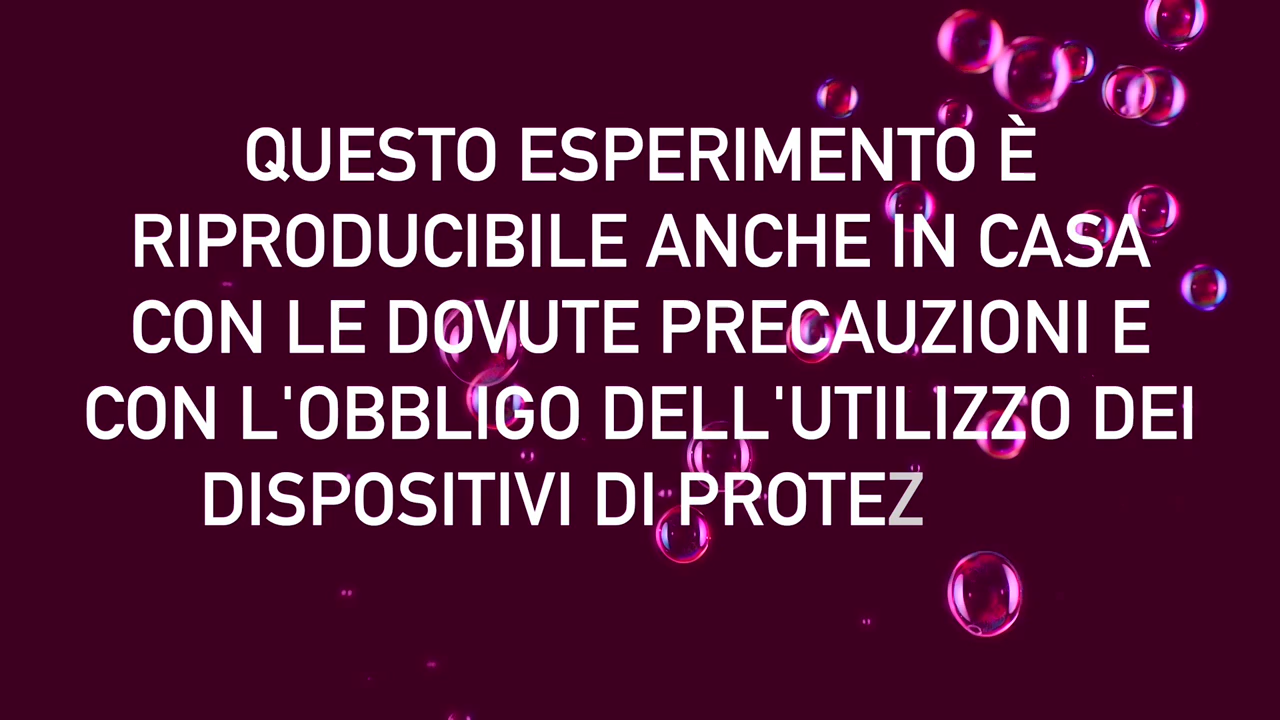 QUESTO ESPERIMENTO È
RIPRODUCIBILE ANCHE IN CASA
CON LE DOVUTE PRECAUZIONI E
CON L'OBBLIGO DELL'UTILIZZO DEI
DISPOSITIVI DI PROTEZ